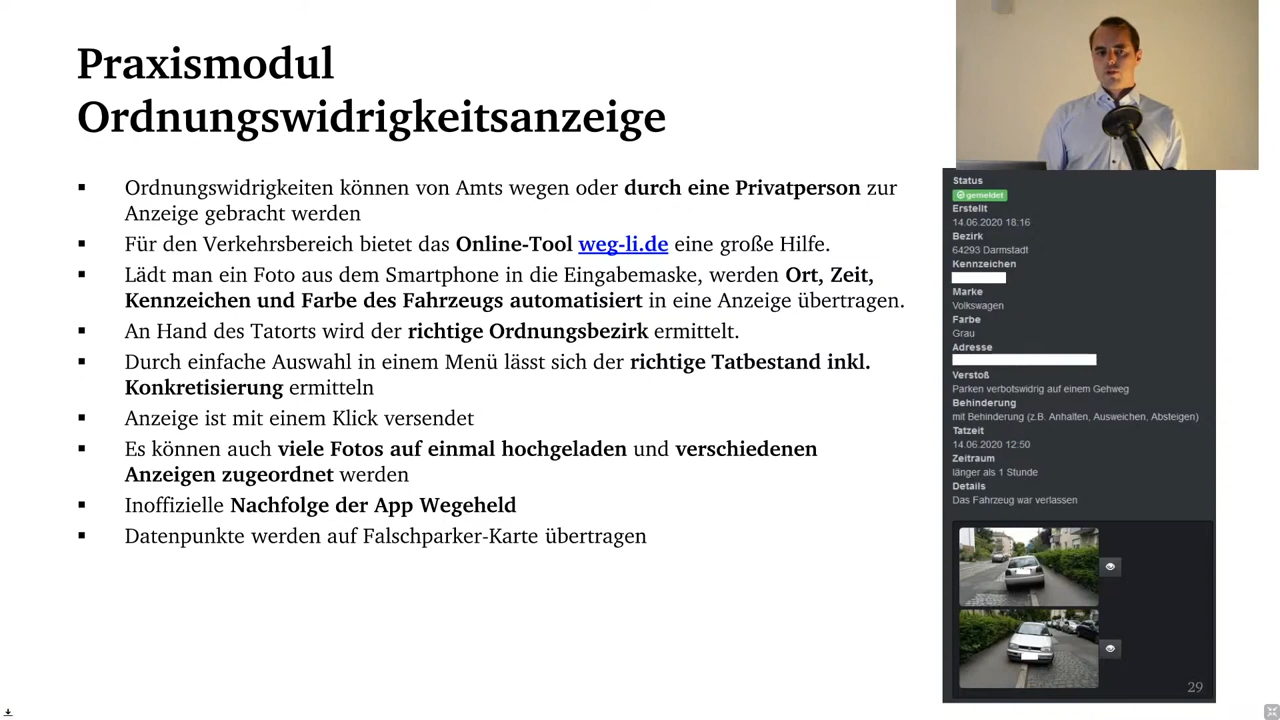 Praxismodul
Ordnungswidrigkeitsanzeige
▪ Ordnungswidrigkeiten können von Amts wegen oder durch eine Privatperson zur
Anzeige gebracht werden
▪ Für den Verkehrsbereich bietet das Online-Tool weg-li.de eine große Hilfe.
▪ Lädt man ein Foto aus dem Smartphone in die Eingabemaske, werden Ort, Zeit,
Kennzeichen und Farbe des Fahrzeugs automatisiert in eine Anzeige übertragen.
▪ An Hand des Tatorts wird der richtige Ordnungsbezirk ermittelt.
▪ Durch einfache Auswahl in einem Menü lässt sich der richtige Tatbestand inkl.
Konkretisierung ermitteln
▪ Anzeige ist mit einem Klick versendet
▪ Es können auch viele Fotos auf einmal hochgeladen und verschiedenen
Anzeigen zugeordnet werden
▪ Inoffizielle Nachfolge der App Wegeheld
▪ Datenpunkte werden auf Falschparker-Karte übertragen
Status
gemeldet
Erstellt
14.06.2020 18:16
Bezirk
64293 Darmstadt
Kennzeichen
Marke
Volkswagen
Farbe
Grau
Adresse
Verstoß
Parken verbotswidrig auf einem Gehweg
Behinderung
mit Behinderung (z.B. Anhalten, Ausweichen, Absteigen)
Tatzeit
14.06.2020 12:50
Zeitraum
länger als 1 Stunde
Details
Das Fahrzeug war verlassen
29